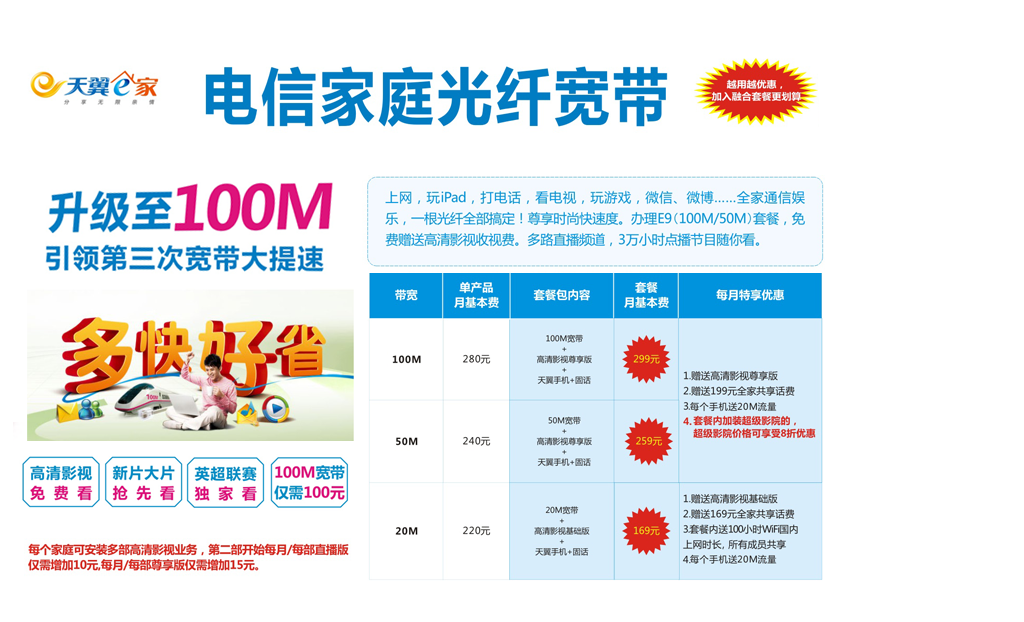 天翼e家
分享无限亲情
电信家庭光纤宽带
越用越优惠，
加入融合套餐更划算
升级至100M
引领第三次宽带大提速
多快好省
100M
上网，玩iPad，打电话，看电视，玩游戏，微信、微博……全家通信娱
乐，一根光纤全部搞定！尊享时尚快速度。办理E9（100M/50M）套餐，免
费赠送高清影视收视费。多路直播频道，3万小时点播节目随你看。
带宽
单产品
月基本费
套餐包内容
套餐
月基本费
每月特享优惠
100M
280元
100M宽带
+
高清影视尊享版
+
天翼手机+固话
299元
50M
240元
50M宽带
+
高清影视尊享版
+
天翼手机+固话
259元
1.赠送高清影视尊享版
2.赠送199元全家共享话费
3.每个手机送20M流量
4.套餐内加装超级影院的，
超级影院价格可享受8折优惠
20M
220元
20M宽带
+
高清影视基础版
+
天翼手机+固话
169元
1.赠送高清影视基础版
2.赠送169元全家共享话费
3.套餐内送100小时WiFi国内
上网时长, 所有成员共享
4.每个手机送20M流量
高清影视
免费看
新片大片
抢先看
英超联赛
独家看
100M宽带
仅需100元
每个家庭可安装多部高清影视业务，第二部开始每月/每部直播版
仅需增加10元,每月/每部尊享版仅需增加15元。